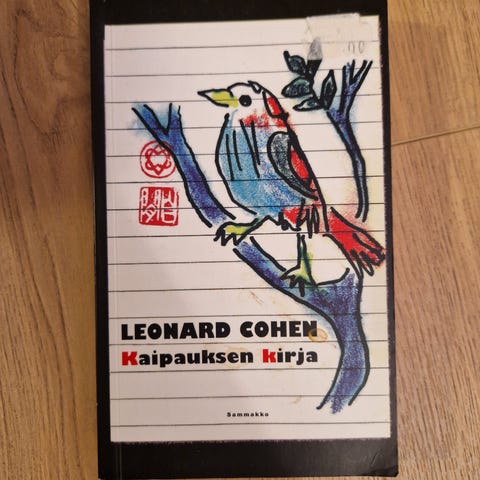 LEONARD COHEN
Kaipauksen kirja
Sammakko